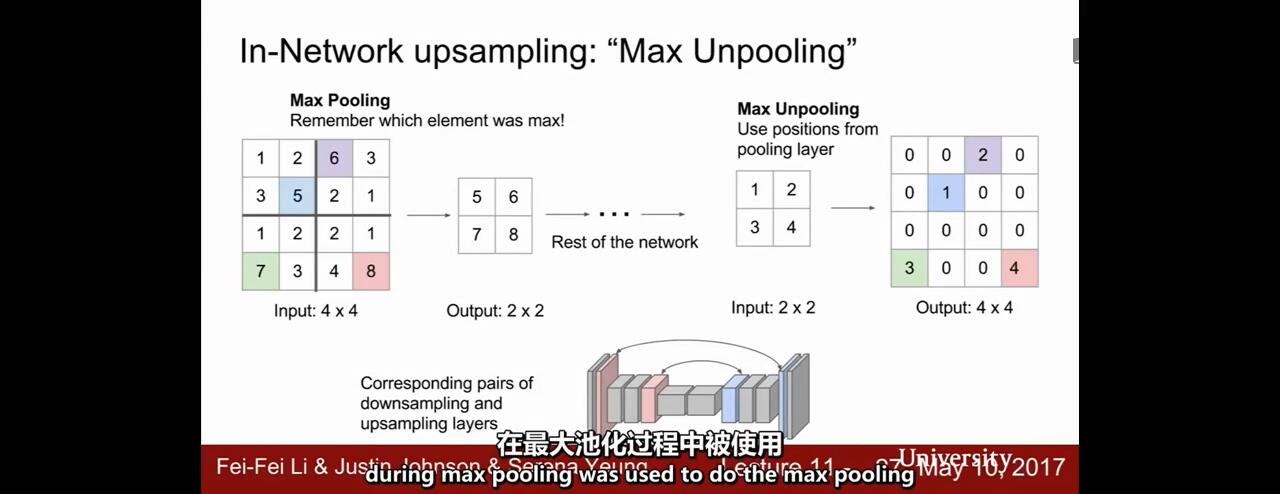 In-Network upsampling: “Max Unpooling”
Max Pooling
Remember which element was max!
1 2 6 3
3 5 2 1
1 2 2 1
7 3 4 8
Input: 4 x 4
5 6
7 8
Output: 2 x 2
...
Rest of the network
Max Unpooling
Use positions from
pooling layer
1 2
3 4
Input: 2 x 2
0 0 2 0
0 1 0 0
0 0 0 0
3 0 0 4
Output: 4 x 4
Corresponding pairs of
downsampling and
upsampling layers
在最大池化过程中被使用
Fei-Fei Li & Justin Johnson & Serena Yeung Lecture 11 - May 10, 2017
University
during max pooling was used to do the max pooling